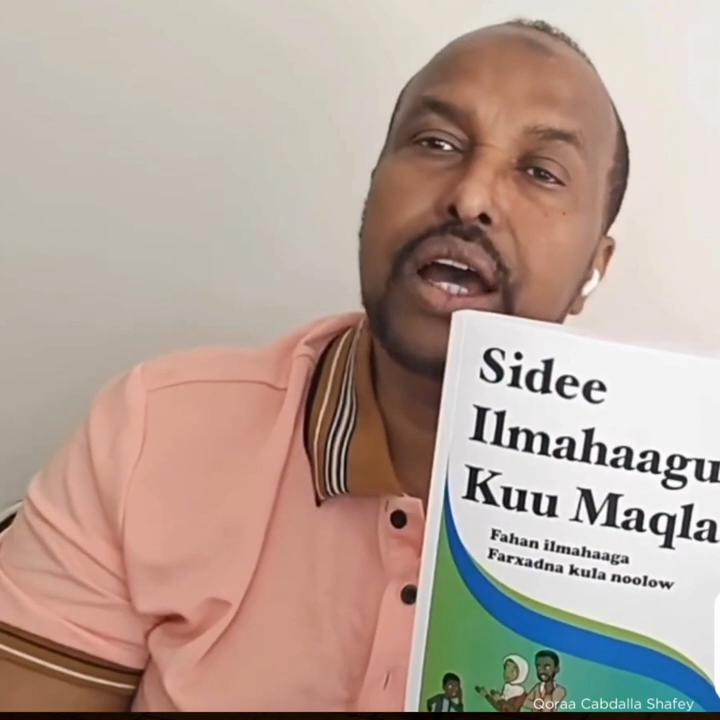 Sidee
Ilmahaagu
Kuu Maqla
Fahan ilmahaaga
Farxadna kula noolow
Qoraa Cabdalla Shafey